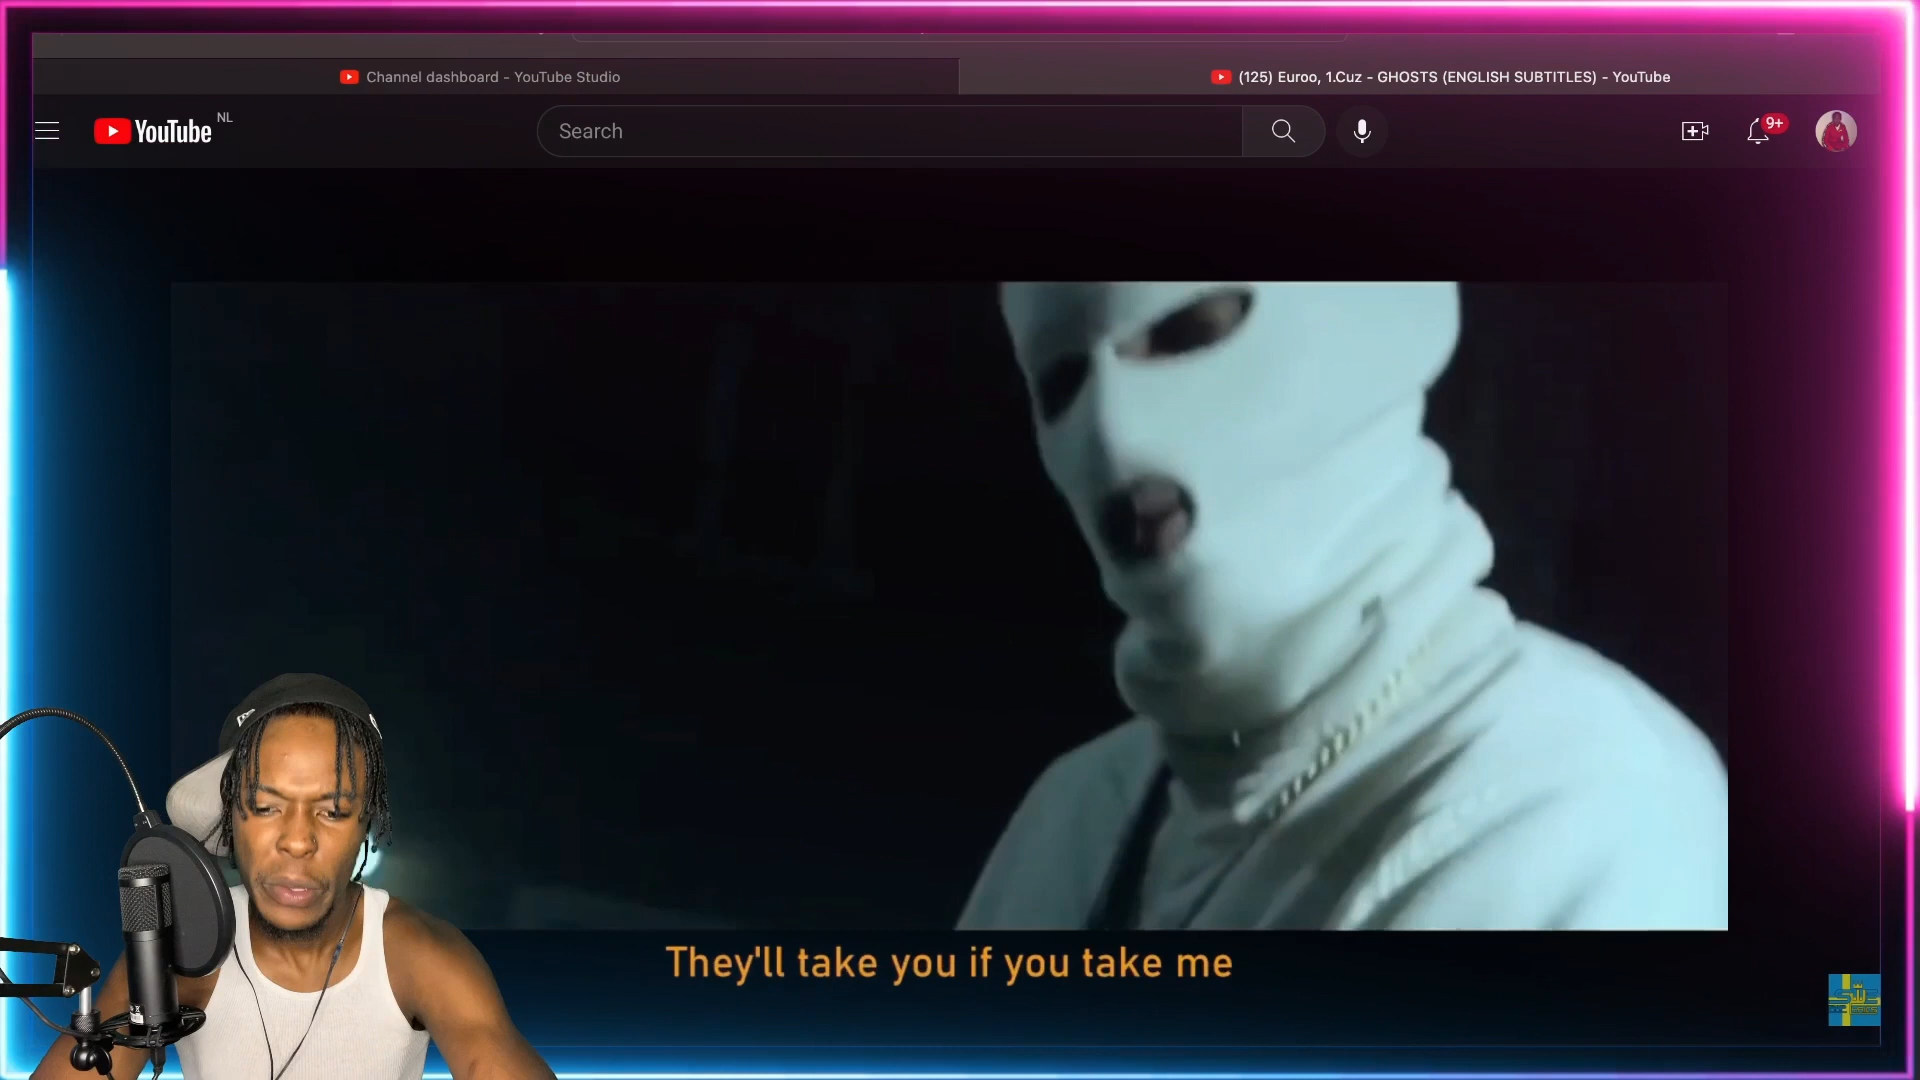 Channel dashboard - YouTube Studio
(125) Euroo, 1.Cuz - GHOSTS (ENGLISH SUBTITLES) - YouTube
YouTube NL
Search
9+
They'll take you if you take me